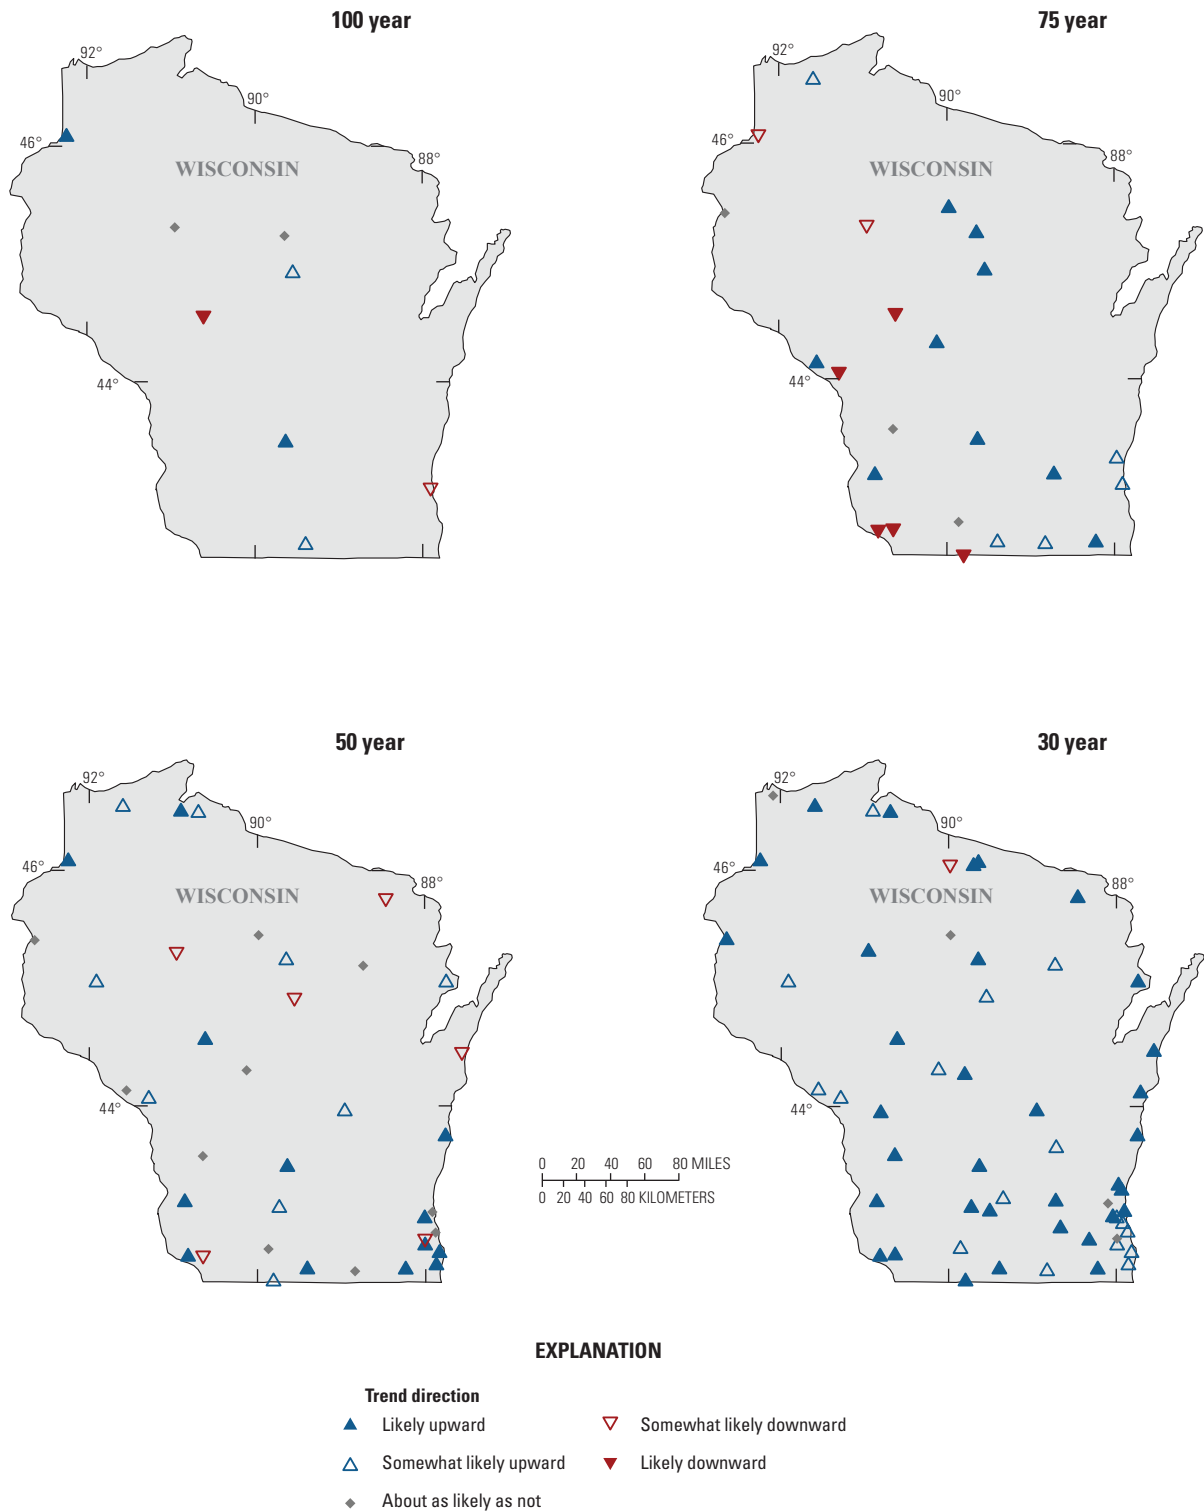 100 year
75 year
92°
90°
46°
88°
WISCONSIN
44°
92°
90°
46°
88°
WISCONSIN
44°
50 year
30 year
92°
90°
46°
88°
WISCONSIN
44°
92°
90°
46°
88°
WISCONSIN
44°
0 20 40 60 80 MILES
0 20 40 60 80 KILOMETERS
EXPLANATION
Trend direction
Likely upward
Somewhat likely downward
Somewhat likely upward
Likely downward
About as likely as not